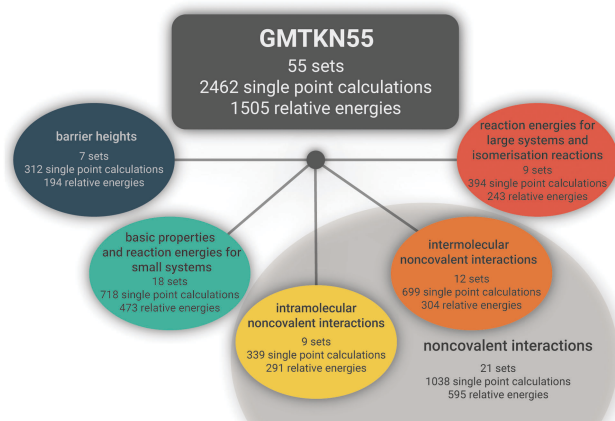 GMTKN55
55 sets
2462 single point calculations
1505 relative energies
barrier heights
7 sets
312 single point calculations
194 relative energies
reaction energies for
large systems and
isomerisation reactions
9 sets
394 single point calculations
243 relative energies
basic properties
and reaction energies for
small systems
18 sets
718 single point calculations
473 relative energies
intermolecular
noncovalent interactions
12 sets
699 single point calculations
304 relative energies
intramolecular
noncovalent interactions
9 sets
339 single point calculations
291 relative energies
noncovalent interactions
21 sets
1038 single point calculations
595 relative energies